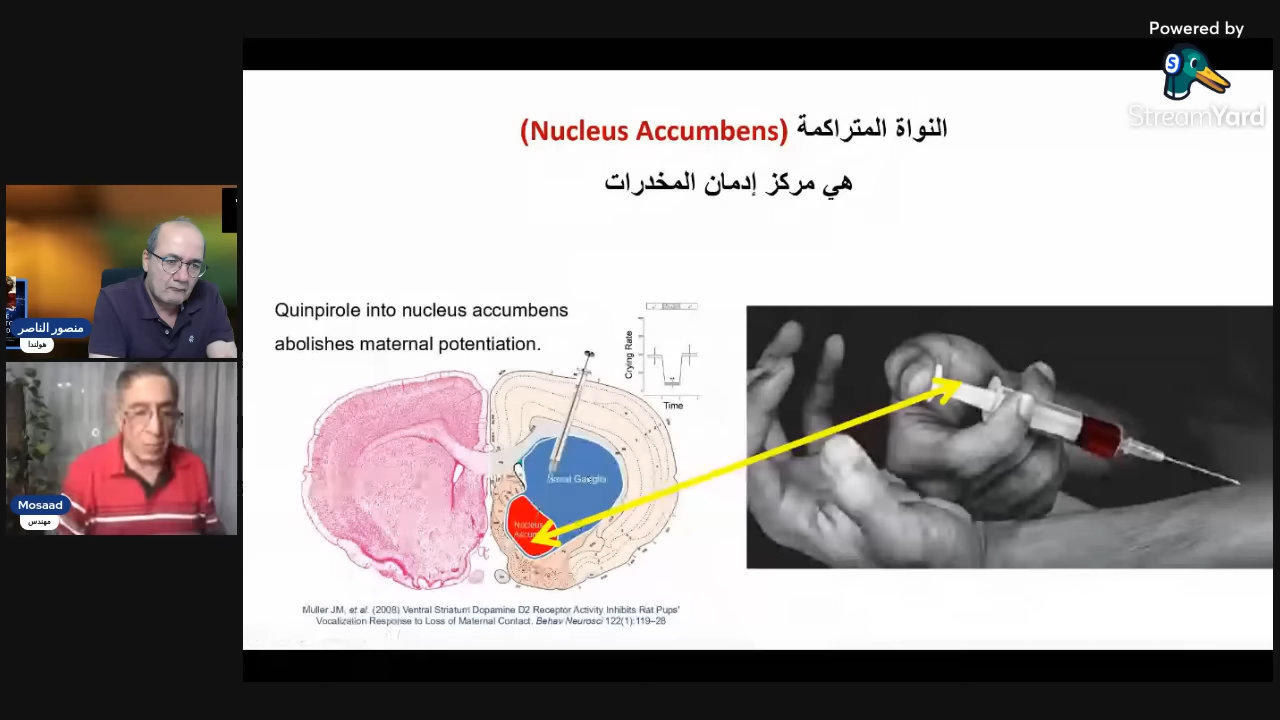 Powered by
StreamYard
النواة المتراكمة (Nucleus Accumbens)
هي مركز إدمان المخدرات
Quinpirole into nucleus accumbens
abolishes maternal potentiation.
Crying Rate
Time
Basal Ganglia
Nucleus
Muller JM, et al. (2008) Ventral Striatum Dopamine D2 Receptor Activity Inhibits Rat Pups'
Vocalization Response to Loss of Maternal Contact. Behav Neurosci 122(1):119–28
منصور الناصر
هولندا
Mosaad
مهندس